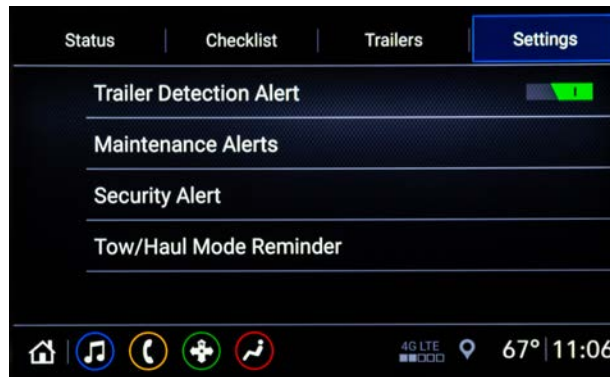 Status Checklist Trailers Settings
Trailer Detection Alert
Maintenance Alerts
Security Alert
Tow/Haul Mode Reminder
4G LTE 67° 11:06